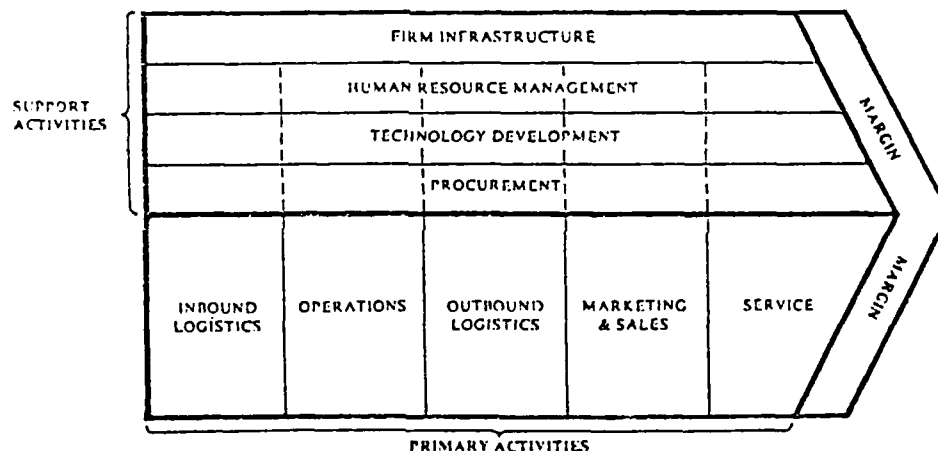 FIRM INFRASTRUCTURE
HUMAN RESOURCE MANAGEMENT
SUPPORT
ACTIVITIES
TECHNOLOGY DEVELOPMENT
PROCUREMENT
MARGIN
MARGIN
INBOUND
LOGISTICS
OPERATIONS
OUTBOUND
LOGISTICS
MARKETING
& SALES
SERVICE
PRIMARY ACTIVITIES